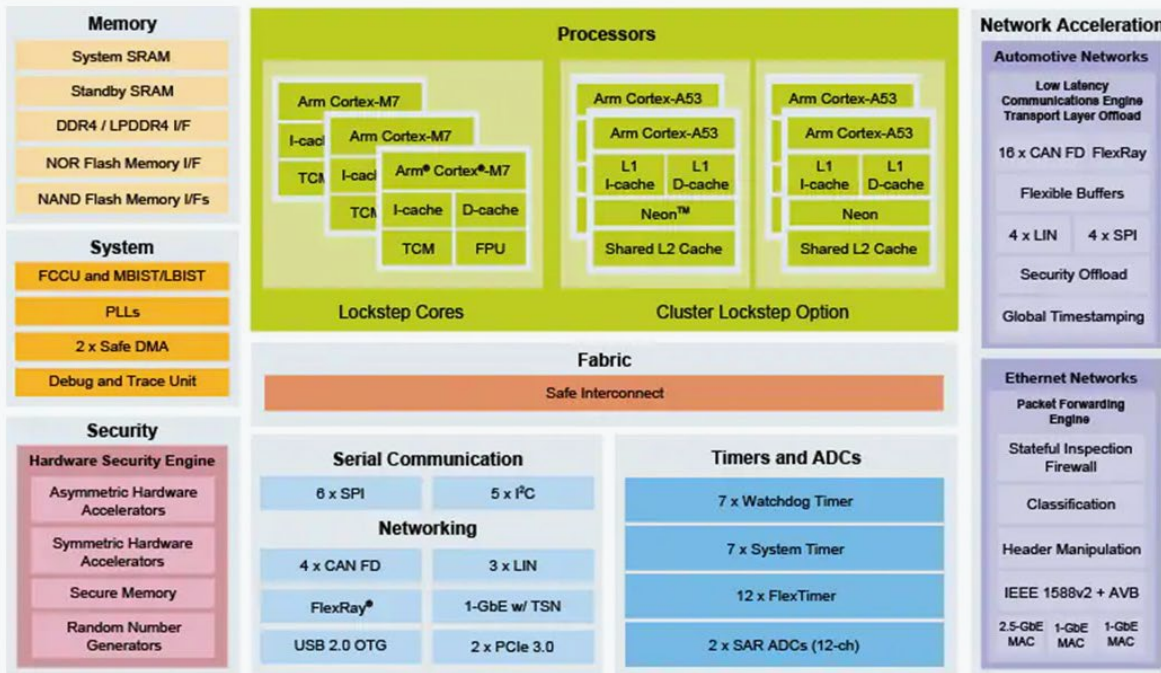 Memory
System SRAM
Standby SRAM
DDR4 / LPDDR4 I/F
NOR Flash Memory I/F
NAND Flash Memory I/Fs
System
FCCU and MBIST/LBIST
PLLs
2 x Safe DMA
Debug and Trace Unit
Security
Hardware Security Engine
Asymmetric Hardware
Accelerators
Symmetric Hardware
Accelerators
Secure Memory
Random Number
Generators
Processors
Arm Cortex-M7
I-cach
TCM
Arm Cortex-M7
I-cach
TCM
Arm® Cortex®-M7
I-cache D-cache
TCM FPU
Lockstep Cores
Arm Cortex-A53
Arm Cortex-A53
L1 L1
I-cache D-cache
Neon™
Shared L2 Cache
Arm Cortex-A53
Arm Cortex-A53
L1 L1
I-cache D-cache
Neon
Shared L2 Cache
Cluster Lockstep Option
Fabric
Safe Interconnect
Serial Communication
6 x SPI 5 x I²C
Networking
4 x CAN FD 3 x LIN
FlexRay® 1-GbE w/ TSN
USB 2.0 OTG 2 x PCIe 3.0
Timers and ADCs
7 x Watchdog Timer
7 x System Timer
12 x FlexTimer
2 x SAR ADCs (12-ch)
Network Acceleration
Automotive Networks
Low Latency
Communications Engine
Transport Layer Offload
16 x CAN FD FlexRay
Flexible Buffers
4 x LIN 4 x SPI
Security Offload
Global Timestamping
Ethernet Networks
Packet Forwarding
Engine
Stateful Inspection
Firewall
Classification
Header Manipulation
IEEE 1588v2 + AVB
2.5-GbE 1-GbE 1-GbE
MAC MAC MAC